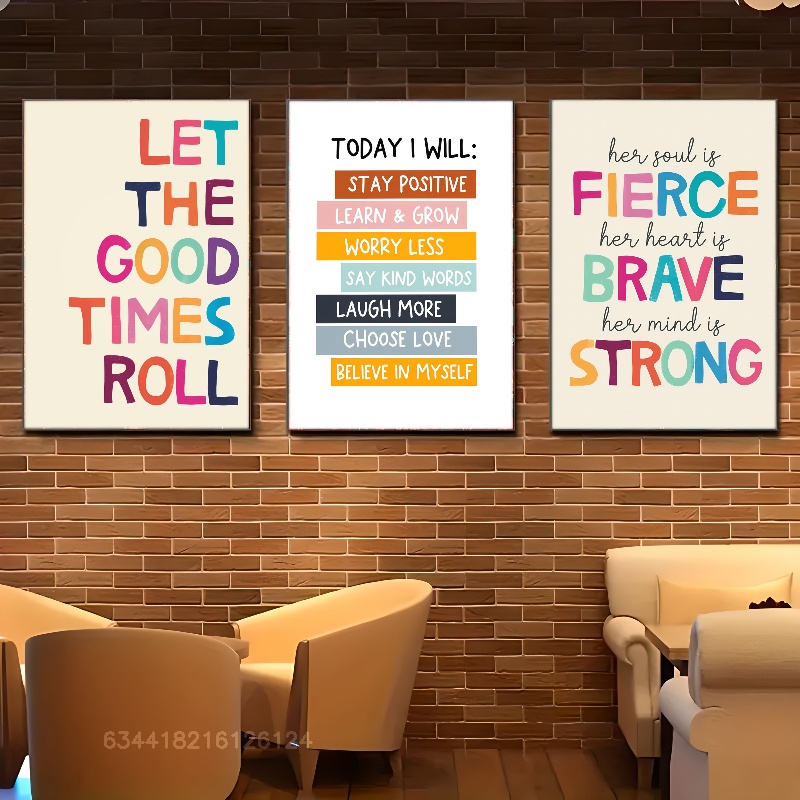 LET
THE
GOOD
TIMES
ROLL
TODAY I WILL:
STAY POSITIVE
LEARN & GROW
WORRY LESS
SAY KIND WORDS
LAUGH MORE
CHOOSE LOVE
BELIEVE IN MYSELF
her soul is
FIERCE
her heart is
BRAVE
her mind is
STRONG
634418216126124